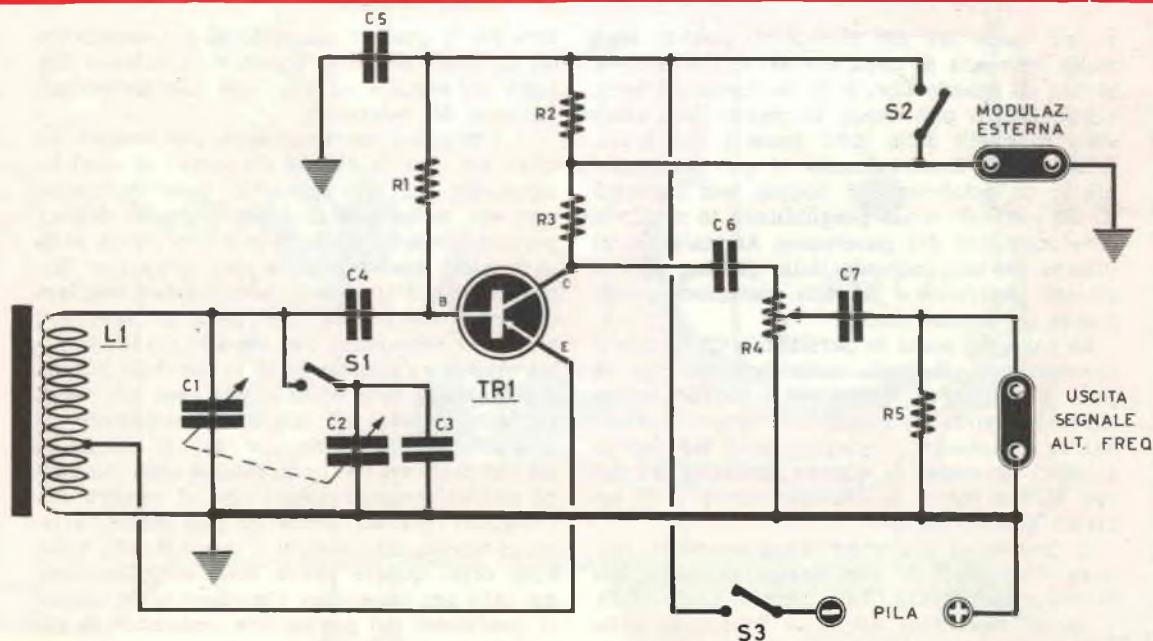 C5
R2
S2
MODULAZ.
ESTERNA
R1
R3
C6
C7
C4
B
C
E
L1
S1
TR1
R4
C1
C2
C3
R5
USCITA
SEGNALE
ALT. FREQ
S3
−
PILA
+